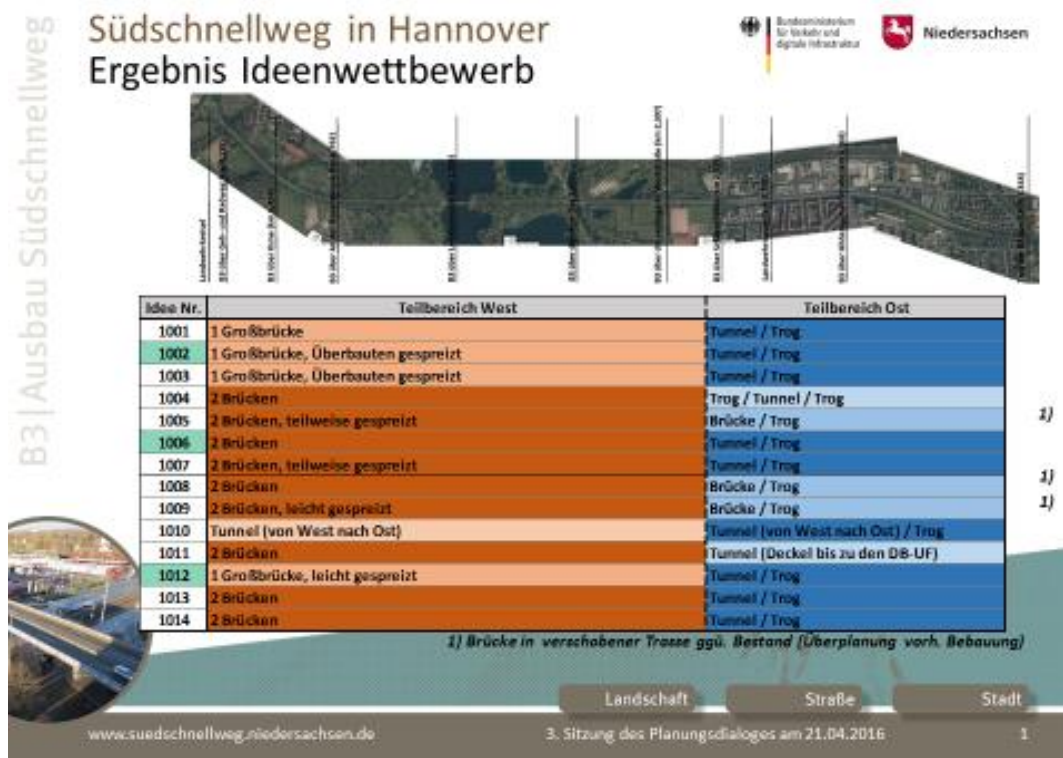 Südschnellweg in Hannover
Ergebnis Ideenwettbewerb
Bundesministerium
für Verkehr und
digitale Infrastruktur
Niedersachsen
B3 | Ausbau Südschnellweg
Idee Nr. Teilbereich West Teilbereich Ost
1001 1 Großbrücke Tunnel / Trog
1002 1 Großbrücke, Überbauten gespreizt Tunnel / Trog
1003 1 Großbrücke, Überbauten gespreizt Tunnel / Trog
1004 2 Brücken Trog / Tunnel / Trog
1005 2 Brücken, teilweise gespreizt Brücke / Trog 1)
1006 2 Brücken Tunnel / Trog
1007 2 Brücken, teilweise gespreizt Tunnel / Trog
1008 2 Brücken Brücke / Trog 1)
1009 2 Brücken, leicht gespreizt Brücke / Trog 1)
1010 Tunnel (von West nach Ost) Tunnel (von West nach Ost) / Trog
1011 2 Brücken Tunnel (Deckel bis zu den DB-UF)
1012 1 Großbrücke, leicht gespreizt Tunnel / Trog
1013 2 Brücken Tunnel / Trog
1014 2 Brücken Tunnel / Trog
1) Brücke in verschobener Trasse ggü. Bestand (Überplanung vorh. Bebauung)
Landschaft Straße Stadt
www.suedschnellweg.niedersachsen.de 3. Sitzung des Planungsdialoges am 21.04.2016 1